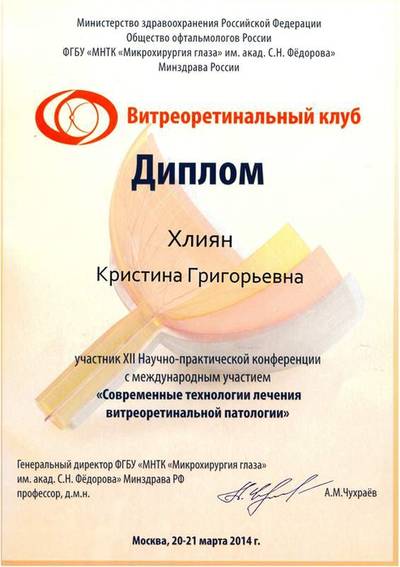 Министерство здравоохранения Российской Федерации
Общество офтальмологов России
ФГБУ «МНТК «Микрохирургия глаза» им. акад. С.Н. Фёдорова»
Минздрава России
Витреоретинальный клуб
Диплом
Хлиян
Кристина Григорьевна
участник XII Научно-практической конференции
с международным участием
«Современные технологии лечения
витреоретинальной патологии»
Генеральный директор ФГБУ «МНТК «Микрохирургия глаза»
им. акад. С.Н. Фёдорова» Минздрава РФ
профессор, д.м.н.
А.М.Чухраёв
Москва, 20-21 марта 2014 г.